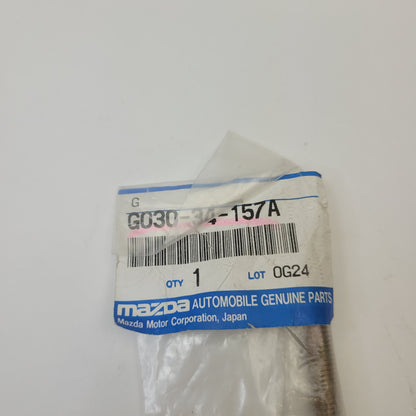 G
G030-34-157A
QTY 1 LOT 0G24
mazda AUTOMOBILE GENUINE PARTS
Mazda Motor Corporation, Japan